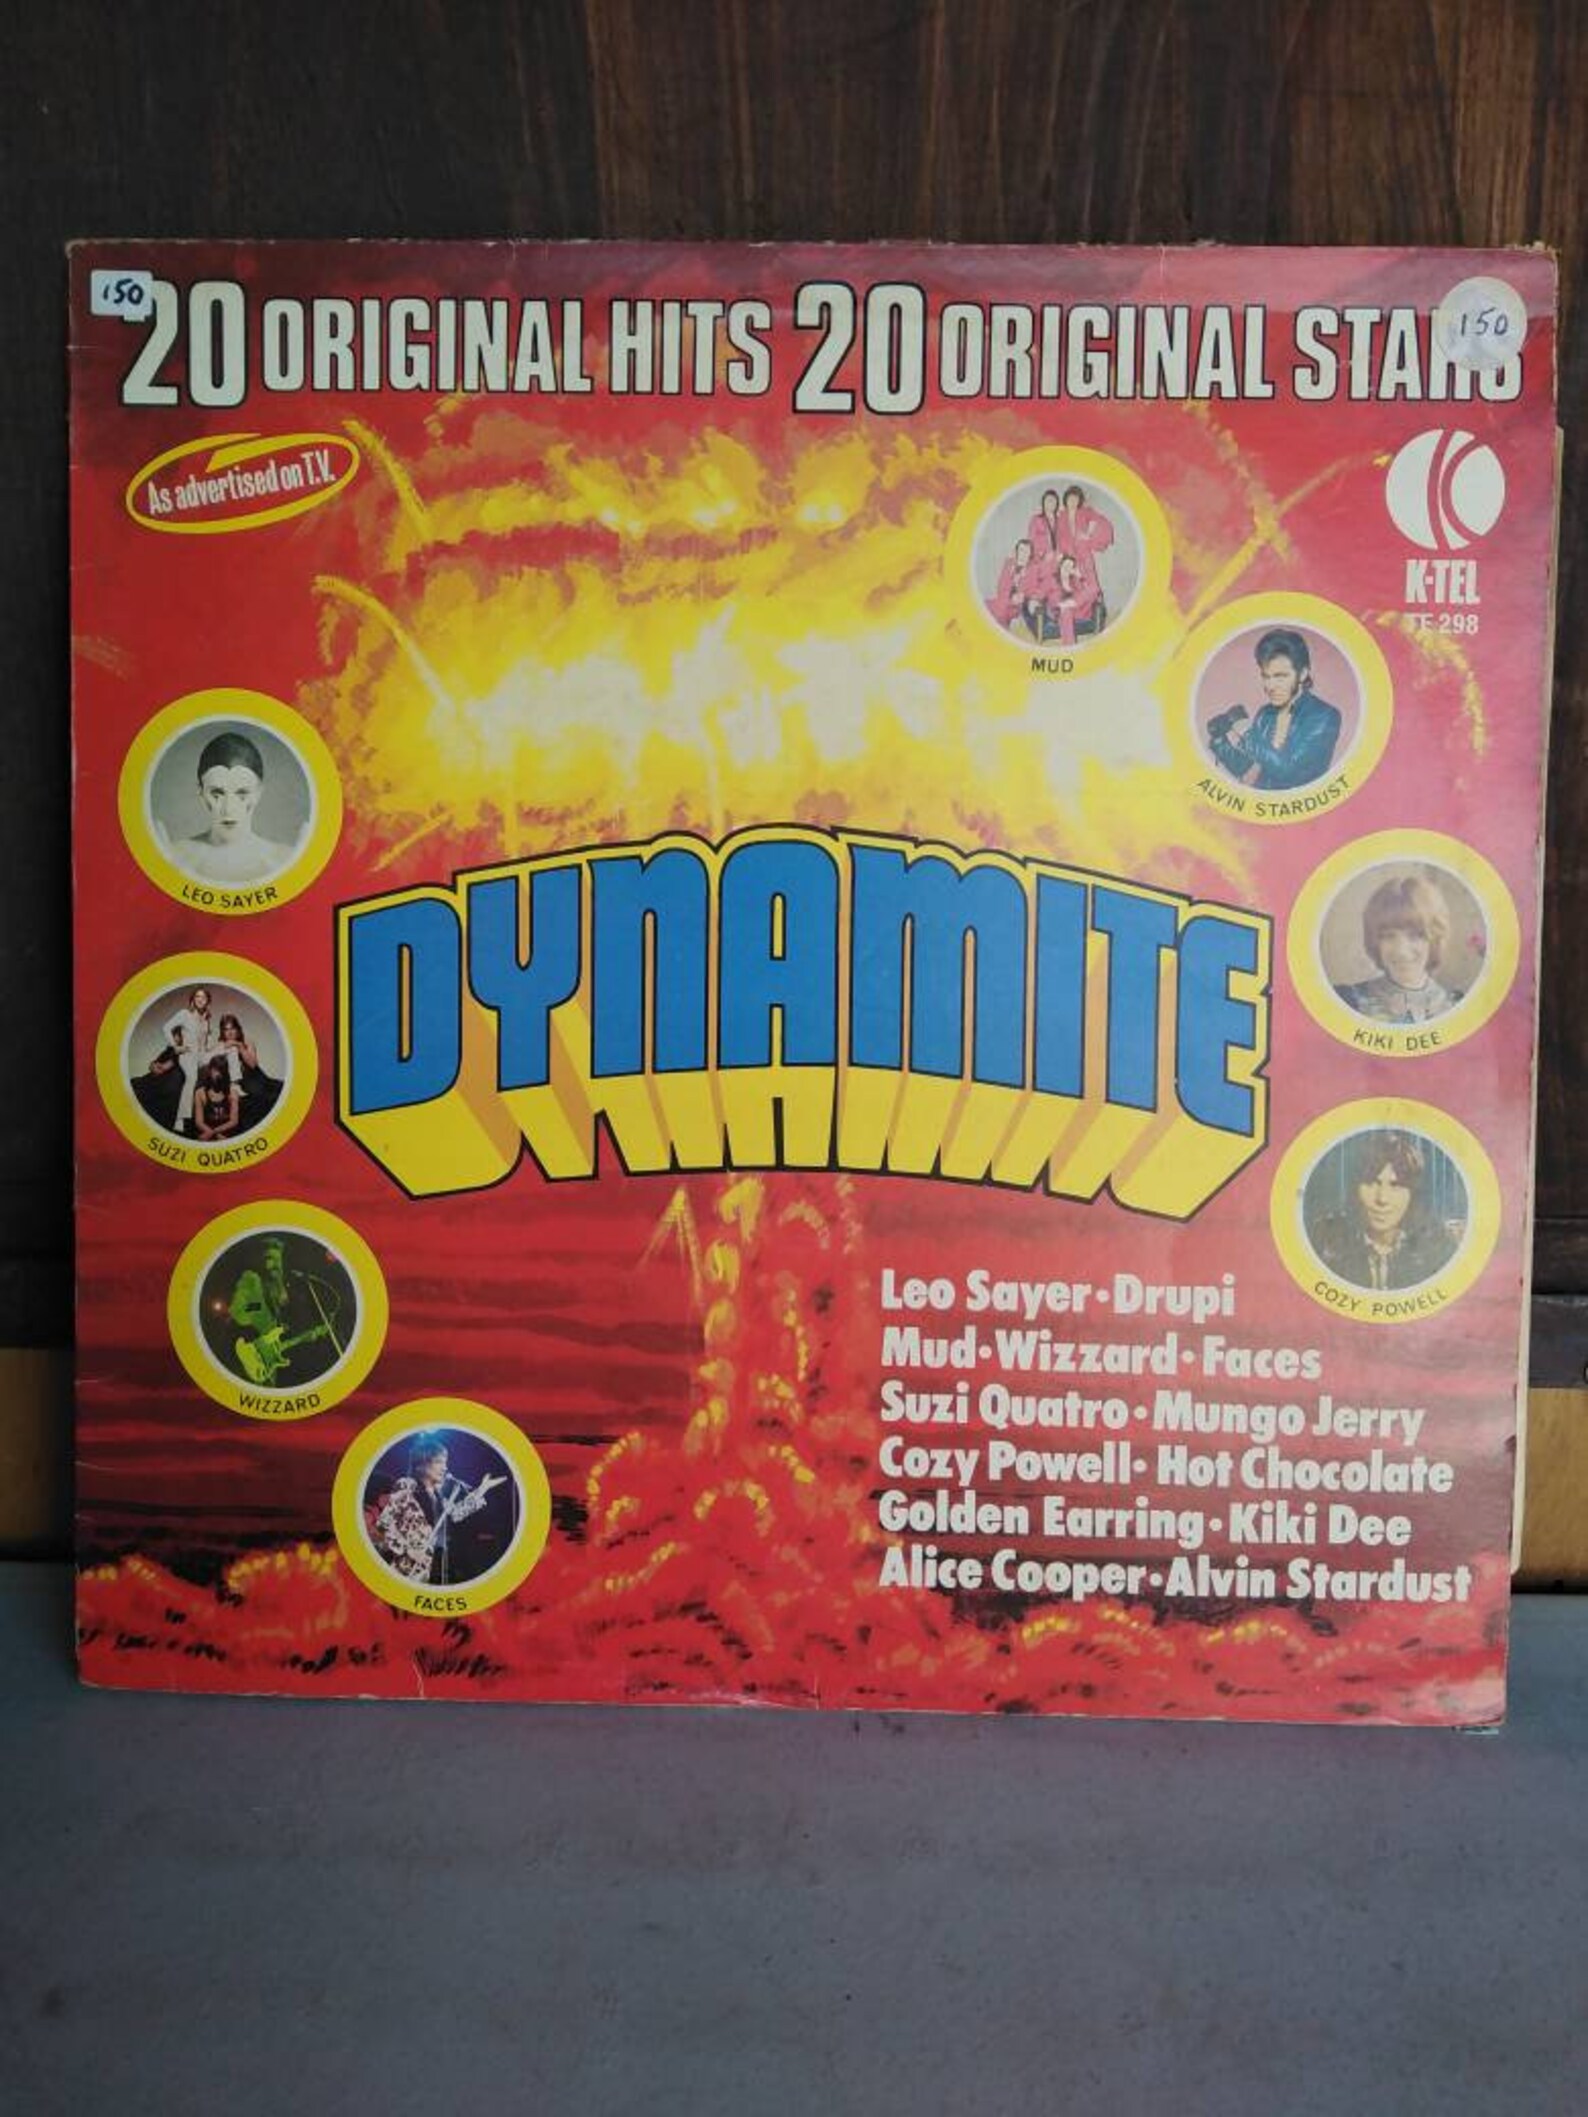 150
20 ORIGINAL HITS 20 ORIGINAL STARS
150
As advertised on T.V.
K-TEL
TE 298
MUD
ALVIN STARDUST
LEO SAYER
KIKI DEE
DYNAMITE
SUZI QUATRO
COZY POWELL
WIZZARD
FACES
Leo Sayer•Drupi
Mud•Wizzard•Faces
Suzi Quatro•Mungo Jerry
Cozy Powell•Hot Chocolate
Golden Earring•Kiki Dee
Alice Cooper•Alvin Stardust